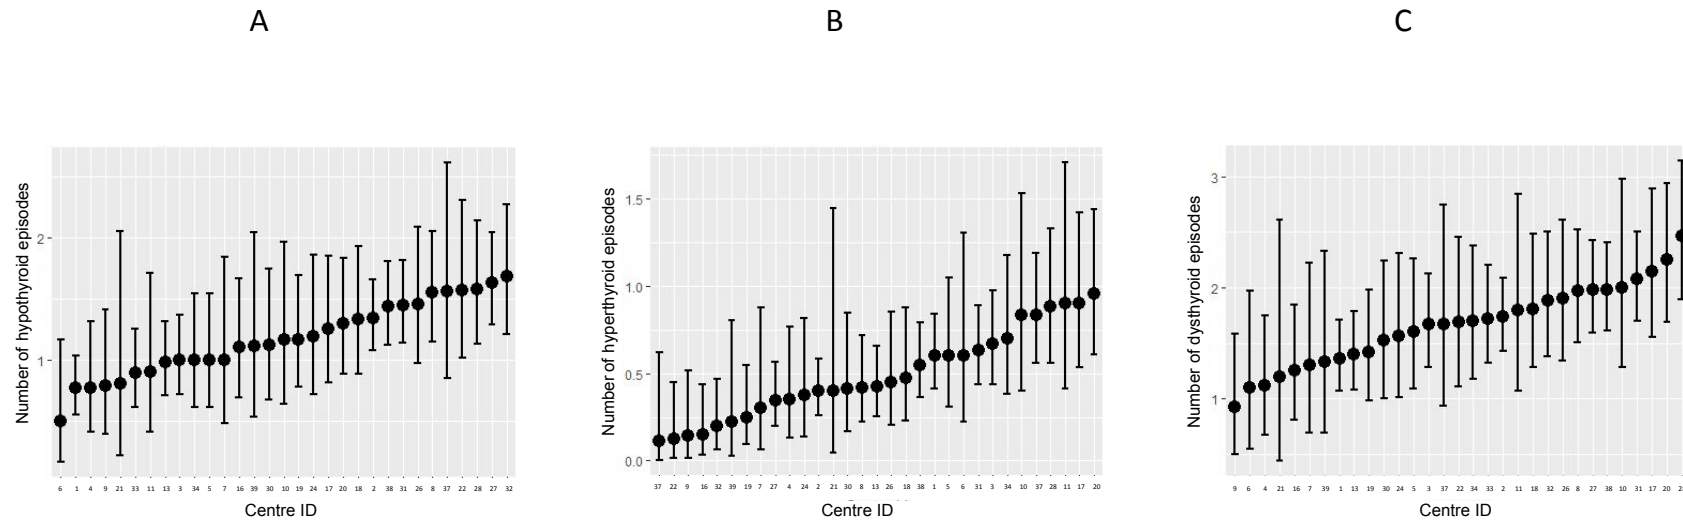 A
B
C
Number of hypothyroid episodes
2
1
6 1 4 9 21 33 11 13 3 34 5 7 16 39 30 10 19 24 17 20 18 2 38 31 26 8 37 22 28 27 32
Centre ID
Number of hyperthyroid episodes
1.5
1.0
0.5
0.0
37 22 9 16 32 39 19 7 27 4 24 2 21 30 8 13 26 18 38 1 5 6 31 3 34 10 37 28 11 17 20
Centre ID
Number of dysthyroid episodes
3
2
1
9 6 4 21 16 7 39 1 13 19 30 24 5 3 37 22 34 33 2 11 18 32 26 8 27 38 10 31 17 20
Centre ID